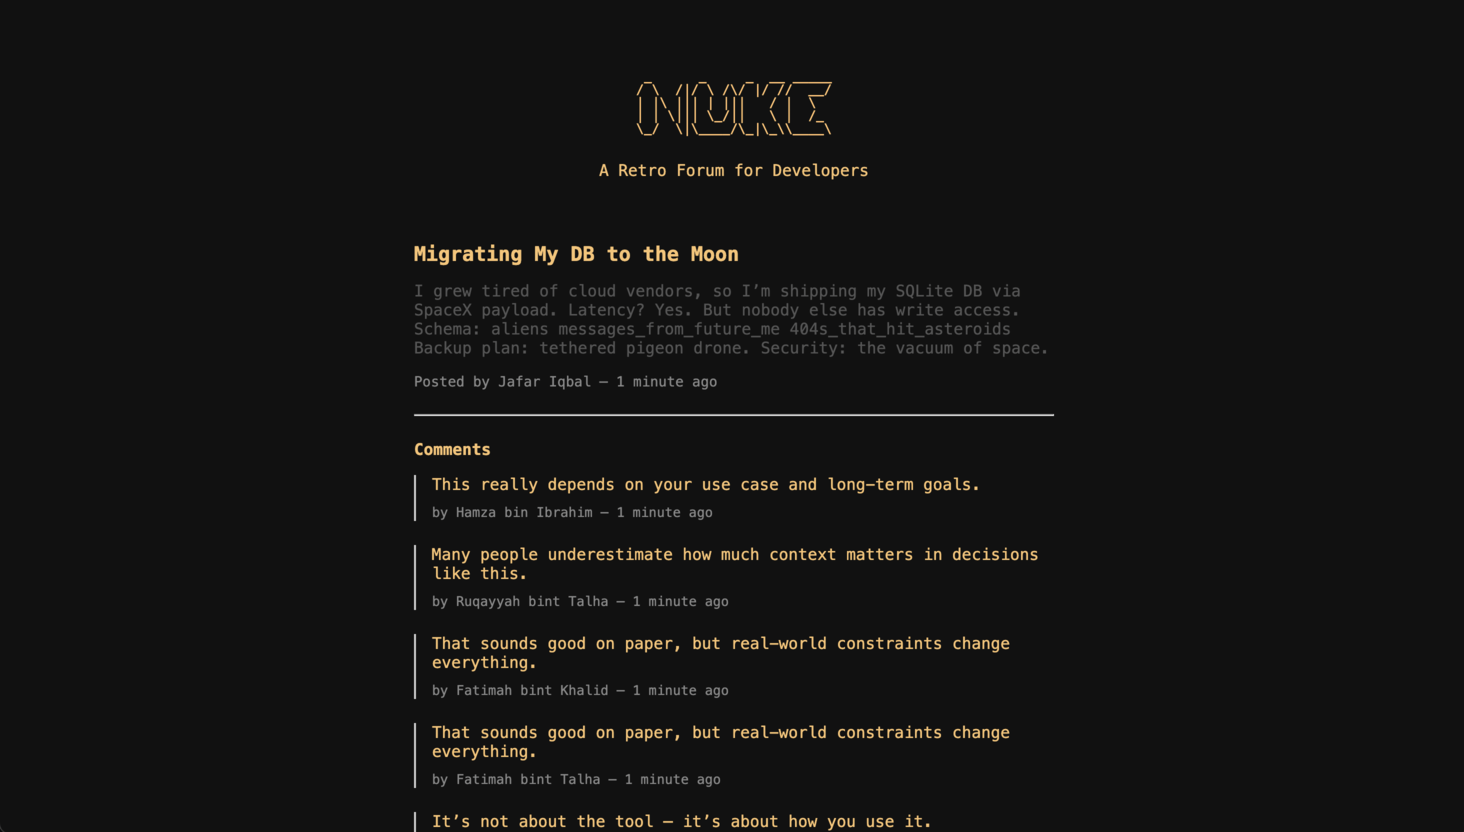 NUKE
A Retro Forum for Developers
Migrating My DB to the Moon
I grew tired of cloud vendors, so I’m shipping my SQLite DB via
SpaceX payload. Latency? Yes. But nobody else has write access.
Schema: aliens messages_from_future_me 404s_that_hit_asteroids
Backup plan: tethered pigeon drone. Security: the vacuum of space.
Posted by Jafar Iqbal — 1 minute ago
Comments
This really depends on your use case and long-term goals.
by Hamza bin Ibrahim — 1 minute ago
Many people underestimate how much context matters in decisions
like this.
by Ruqayyah bint Talha — 1 minute ago
That sounds good on paper, but real-world constraints change
everything.
by Fatimah bint Khalid — 1 minute ago
That sounds good on paper, but real-world constraints change
everything.
by Fatimah bint Talha — 1 minute ago
It’s not about the tool — it’s about how you use it.